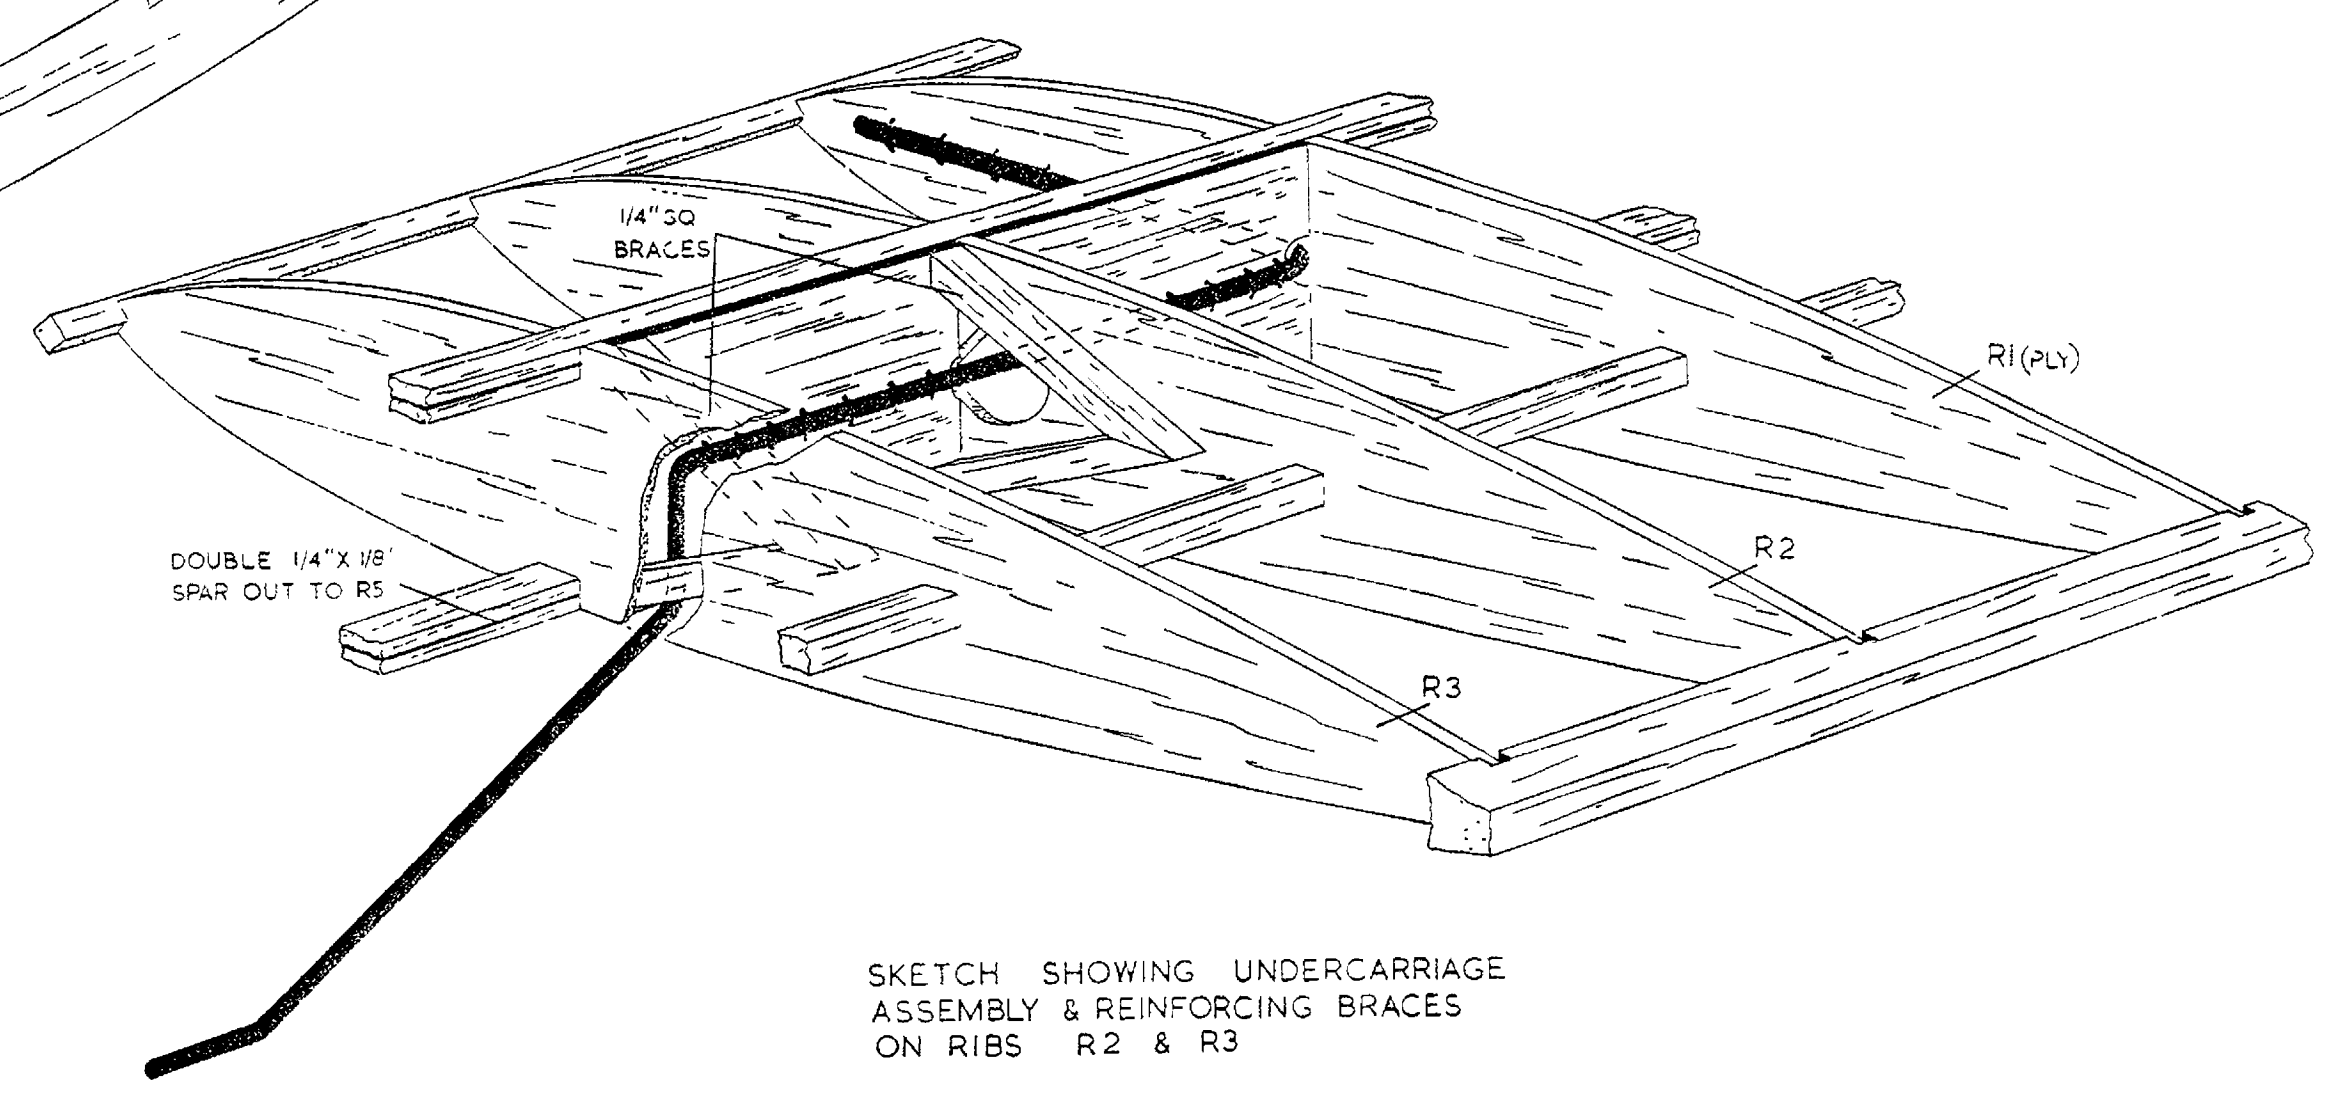 1/4" SQ
BRACES
R1 (PLY)
DOUBLE 1/4" X 1/8'
SPAR OUT TO R5
R2
R3
SKETCH SHOWING UNDERCARRIAGE
ASSEMBLY & REINFORCING BRACES
ON RIBS R2 & R3